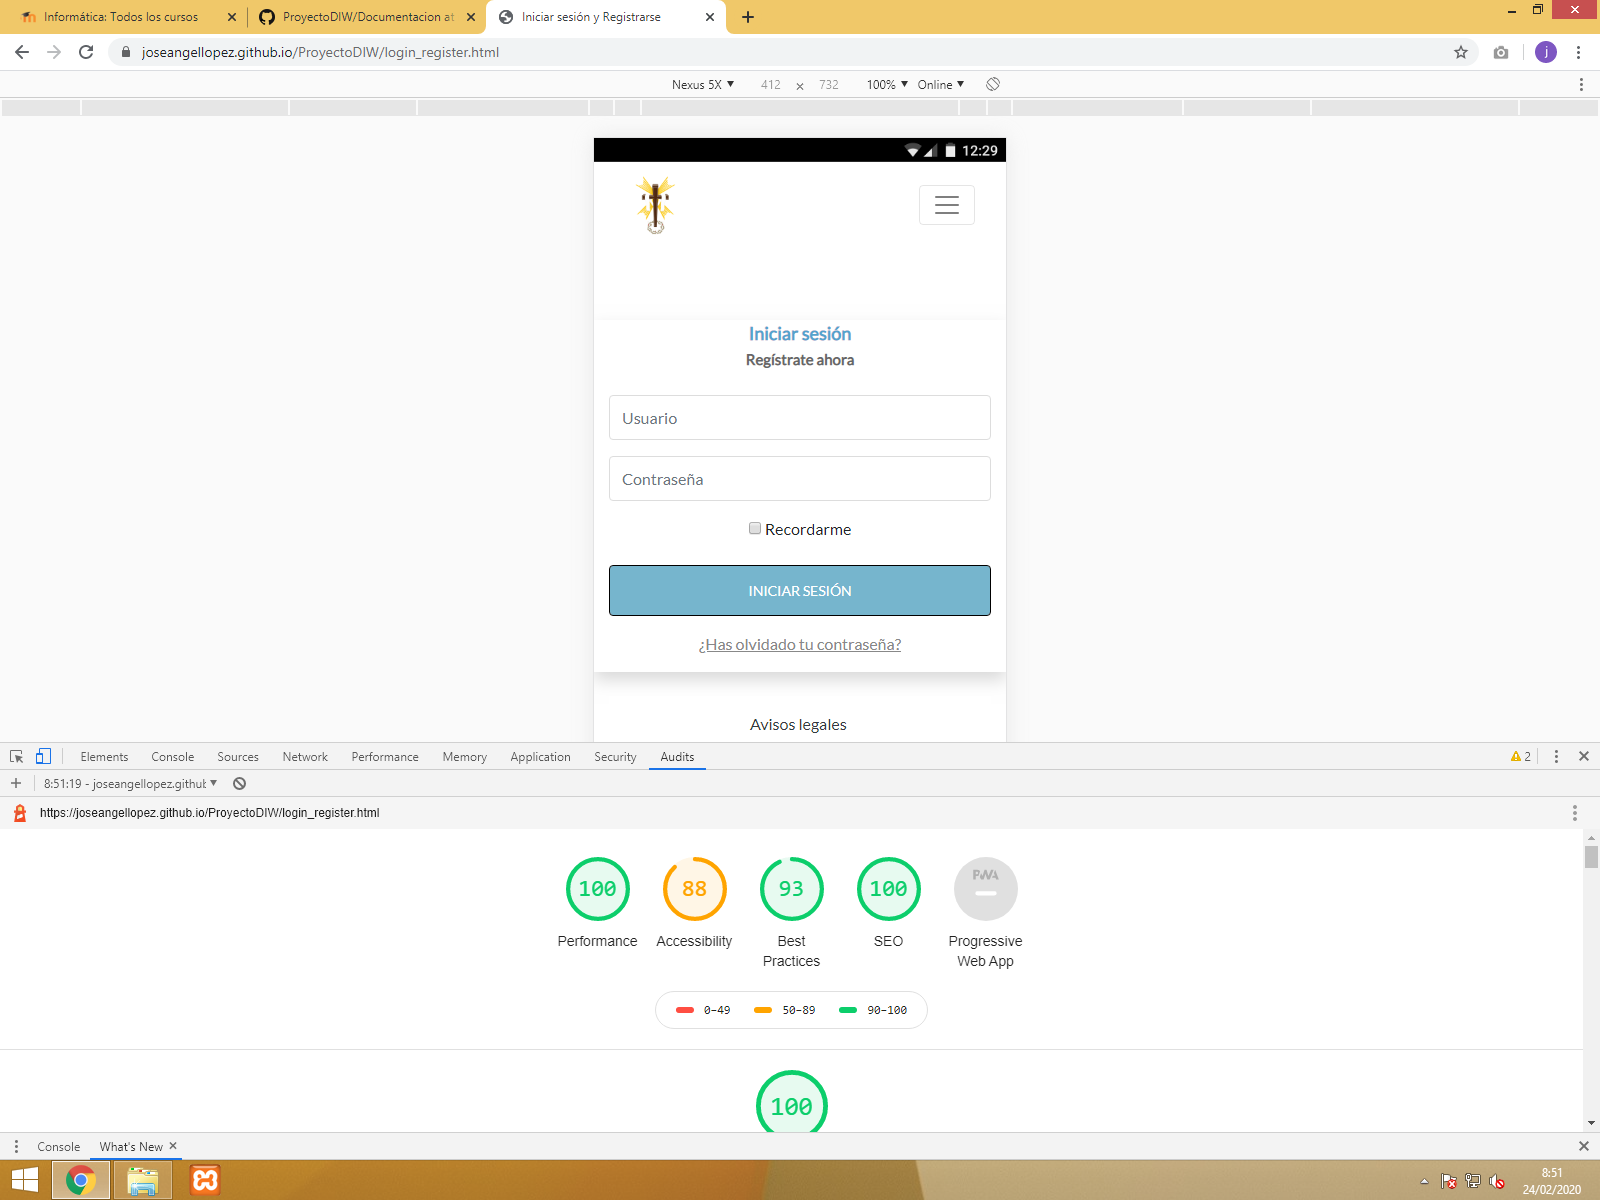 Informática: Todos los cursos
ProyectoDIW/Documentacion at
Iniciar sesión y Registrarse
joseangellopez.github.io/ProyectoDIW/login_register.html
j
Nexus 5X
412 x 732
100%
Online
12:29
Iniciar sesión
Regístrate ahora
Usuario
Contraseña
Recordarme
INICIAR SESIÓN
¿Has olvidado tu contraseña?
Avisos legales
Elements Console Sources Network Performance Memory Application Security Audits
2
8:51:19 - joseangellopez.github
https://joseangellopez.github.io/ProyectoDIW/login_register.html
100 88 93 100 PWA
Performance Accessibility Best Practices SEO Progressive Web App
0–49 50–89 90–100
100
Console What's New
8:51
24/02/2020